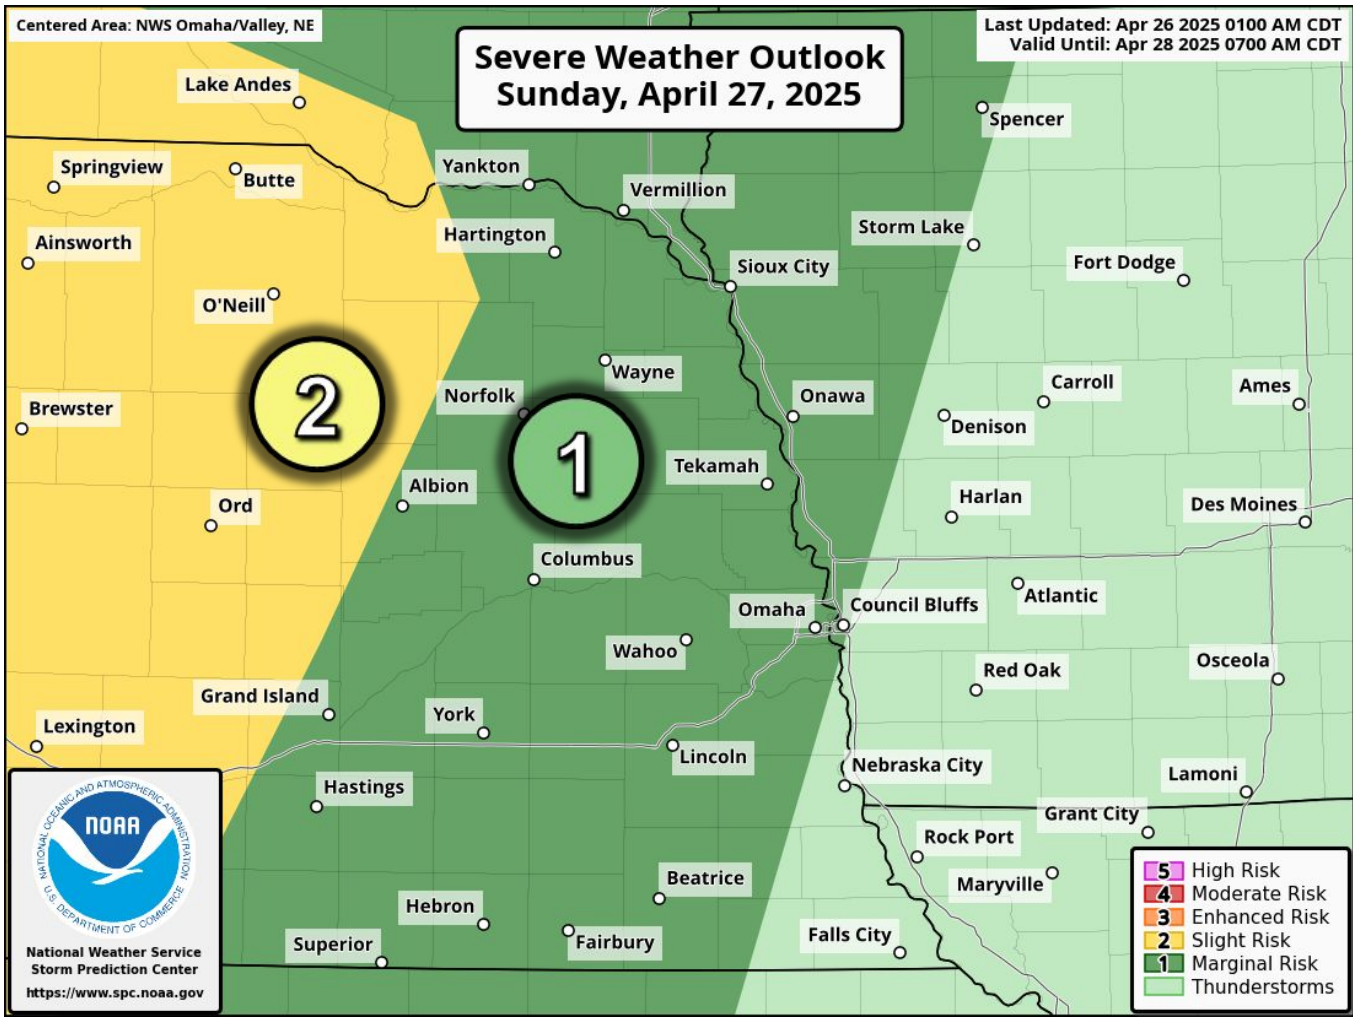 Centered Area: NWS Omaha/Valley, NE
Severe Weather Outlook
Sunday, April 27, 2025
Last Updated: Apr 26 2025 0100 AM CDT
Valid Until: Apr 28 2025 0700 AM CDT
Lake Andes
Spencer
Springview
Butte
Yankton
Vermillion
Ainsworth
Hartington
Storm Lake
Sioux City
Fort Dodge
O'Neill
2
Wayne
Norfolk
Onawa
Carroll
Ames
Brewster
Denison
1
Tekamah
Albion
Harlan
Des Moines
Ord
Columbus
Omaha
Council Bluffs
Atlantic
Wahoo
Red Oak
Osceola
Grand Island
York
Lexington
Lincoln
Nebraska City
Lamoni
Hastings
Grant City
Rock Port
Maryville
Beatrice
Hebron
Fairbury
Falls City
Superior
NATIONAL OCEANIC AND ATMOSPHERIC ADMINISTRATION
NOAA
U.S. DEPARTMENT OF COMMERCE
National Weather Service
Storm Prediction Center
https://www.spc.noaa.gov
5 High Risk
4 Moderate Risk
3 Enhanced Risk
2 Slight Risk
1 Marginal Risk
Thunderstorms